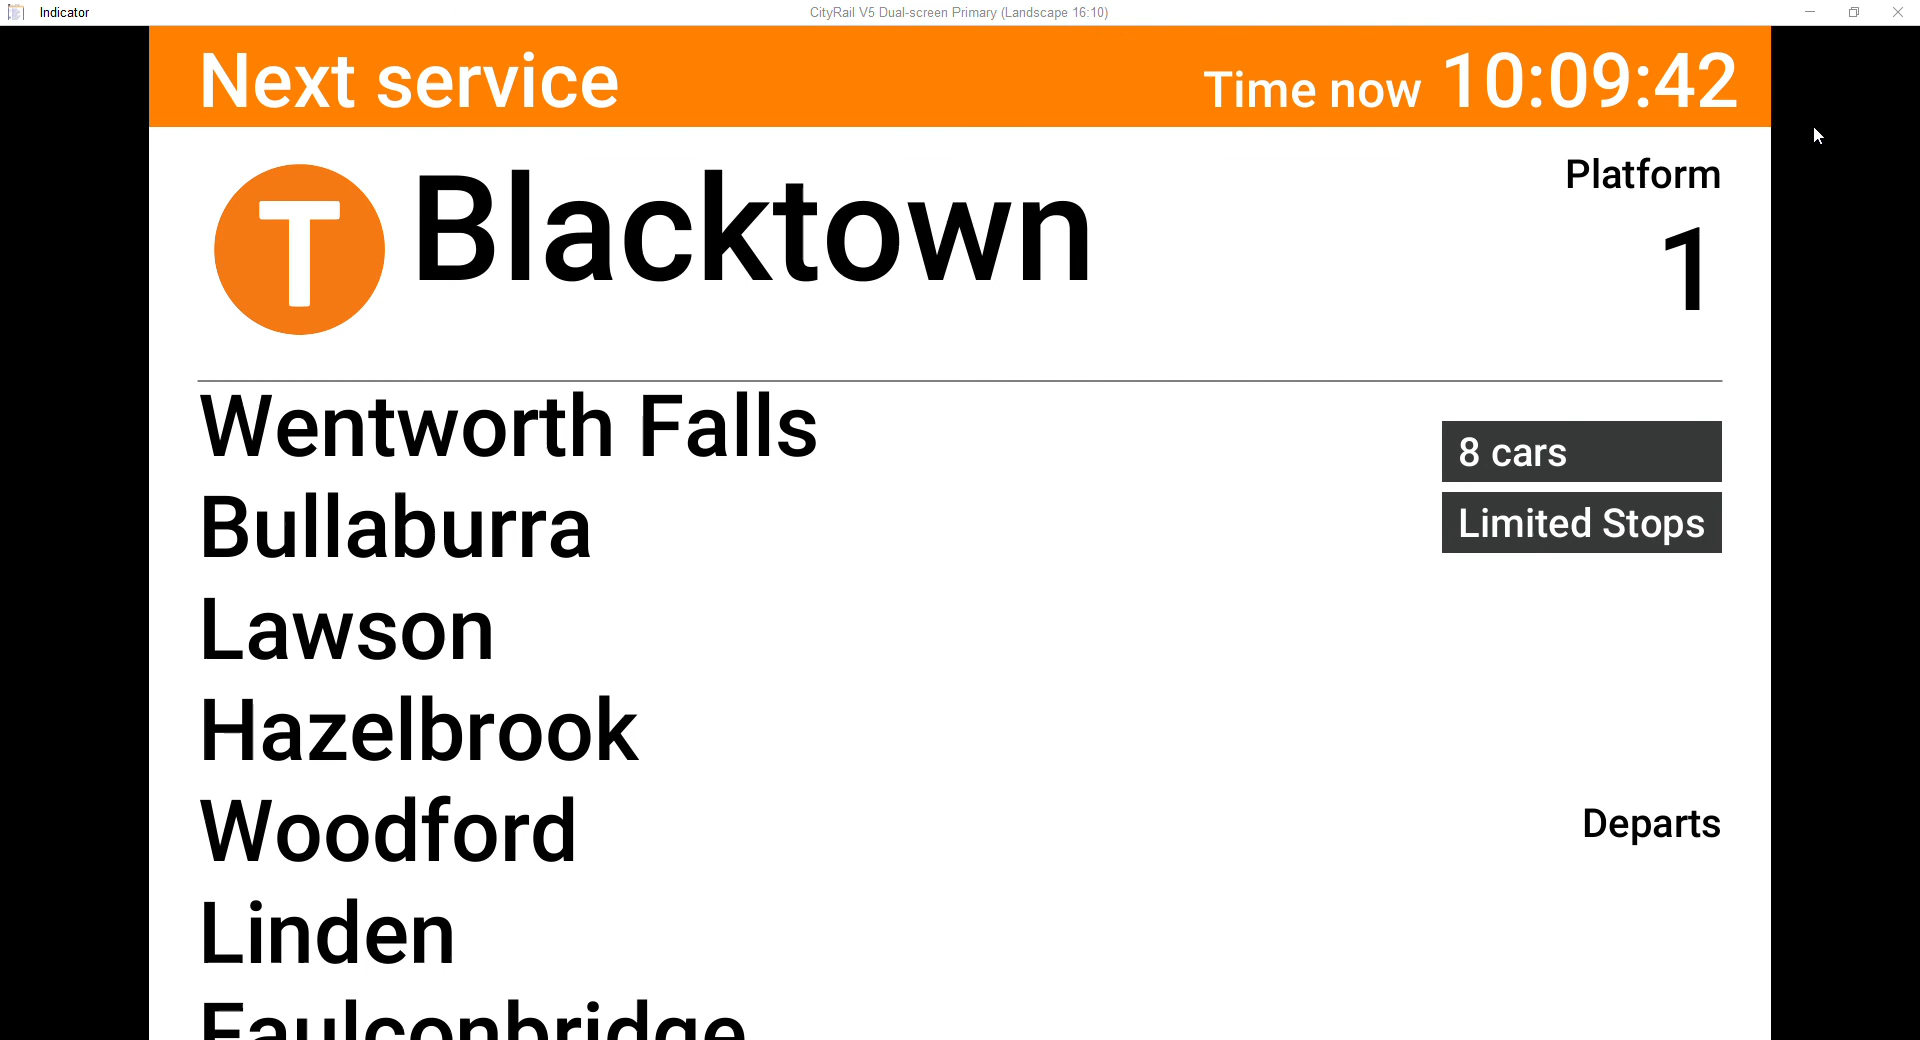 Indicator
CityRail V5 Dual-screen Primary (Landscape 16:10)
Next service
Time now 10:09:42
T
Blacktown
Platform
1
Wentworth Falls
8 cars
Bullaburra
Limited Stops
Lawson
Hazelbrook
Woodford
Departs
Linden
Faulconbridge